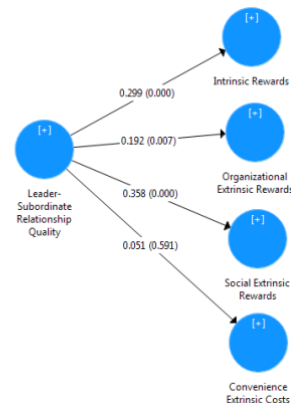 [+]
Intrinsic Rewards
0.299 (0.000)
[+]
0.192 (0.007)
[+]
Leader-
Subordinate
Relationship
Quality
Organizational
Extrinsic Rewards
0.358 (0.000)
[+]
0.051 (0.591)
Social Extrinsic
Rewards
[+]
Convenience
Extrinsic Costs